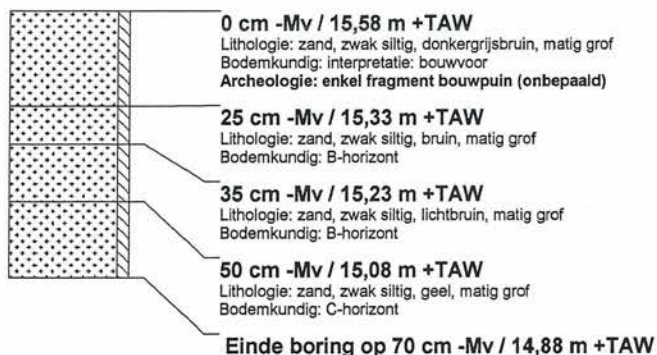 0 cm -Mv / 15,58 m +TAW
Lithologie: zand, zwak siltig, donkergrijsbruin, matig grof
Bodemkundig: interpretatie: bouwvoor
Archeologie: enkel fragment bouwpuin (onbepaald)
25 cm -Mv / 15,33 m +TAW
Lithologie: zand, zwak siltig, bruin, matig grof
Bodemkundig: B-horizont
35 cm -Mv / 15,23 m +TAW
Lithologie: zand, zwak siltig, lichtbruin, matig grof
Bodemkundig: B-horizont
50 cm -Mv / 15,08 m +TAW
Lithologie: zand, zwak siltig, geel, matig grof
Bodemkundig: C-horizont
Einde boring op 70 cm -Mv / 14,88 m +TAW